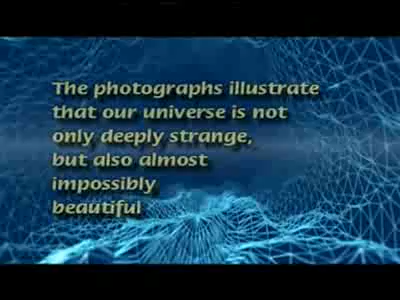 The photographs illustrate
that our universe is not
only deeply strange,
but also almost
impossibly
beautiful